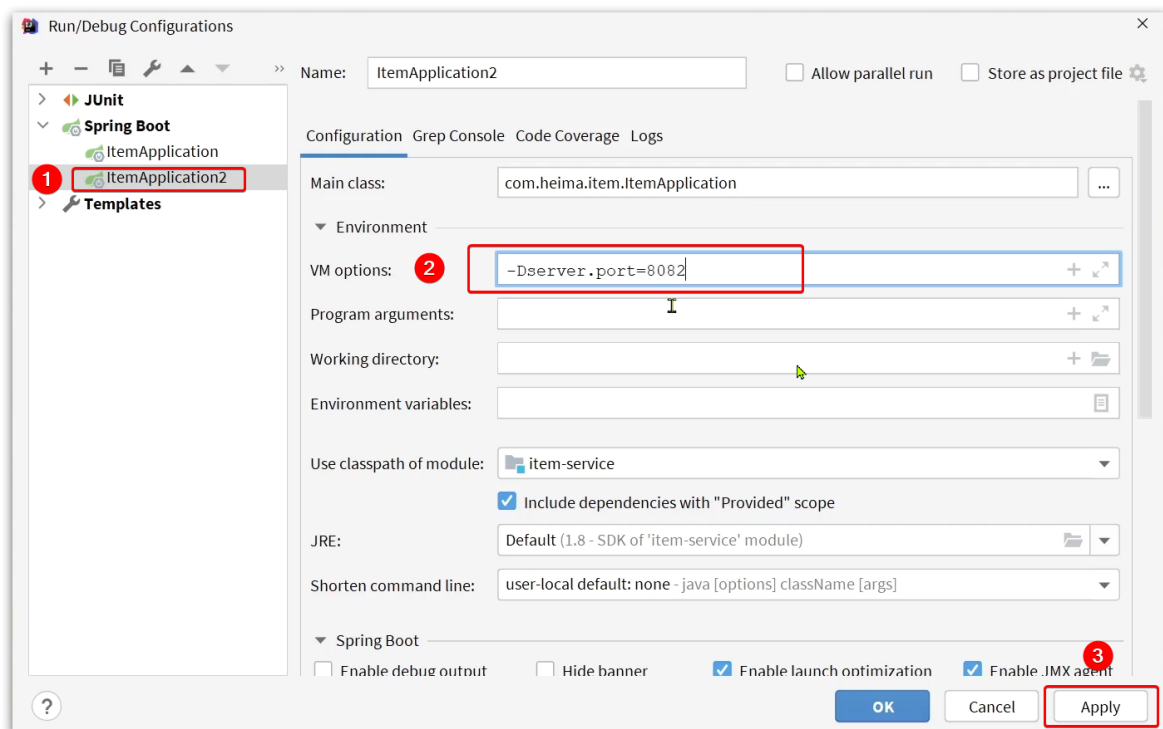 Run/Debug Configurations
Name: ItemApplication2 Allow parallel run Store as project file
JUnit
Spring Boot
ItemApplication
1 ItemApplication2
Templates
Configuration Grep Console Code Coverage Logs
Main class: com.heima.item.ItemApplication ...
Environment
VM options: 2 -Dserver.port=8082
Program arguments:
Working directory:
Environment variables:
Use classpath of module: item-service
Include dependencies with "Provided" scope
JRE: Default (1.8 - SDK of 'item-service' module)
Shorten command line: user-local default: none - java [options] className [args]
Spring Boot
3
Enable debug output Hide banner Enable launch optimization Enable JMX agent
? OK Cancel Apply